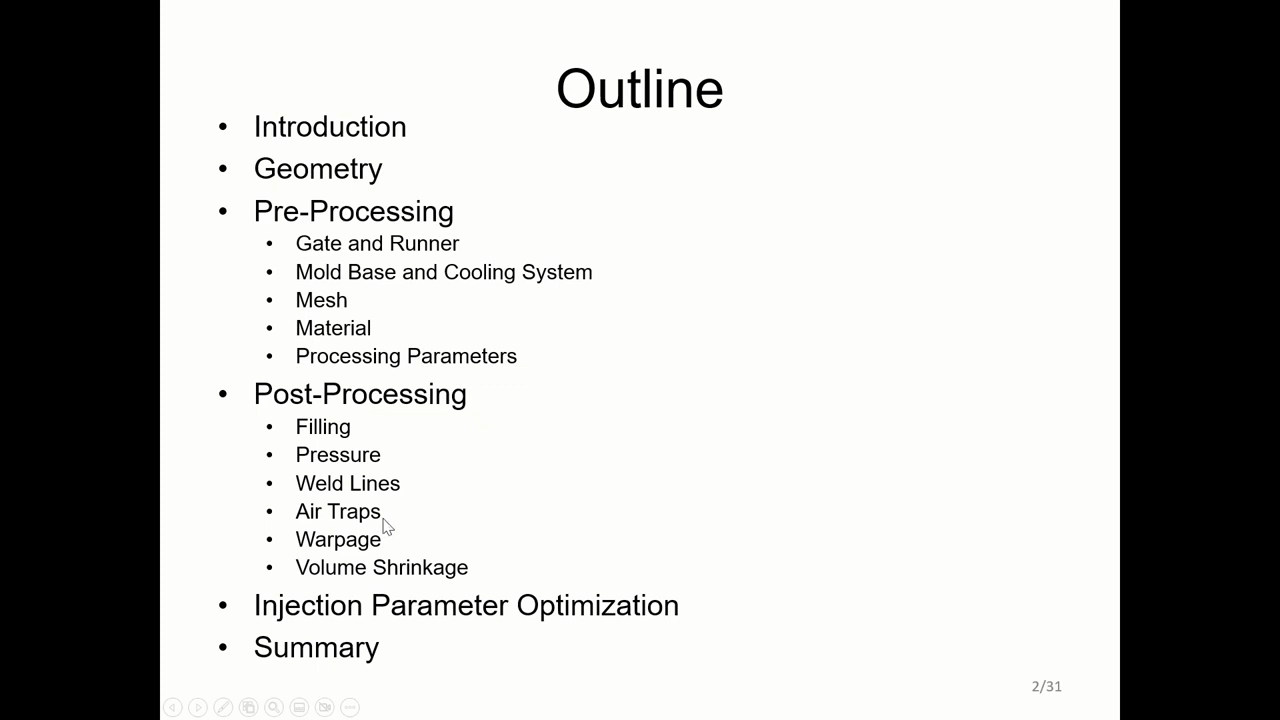 Outline
• Introduction
• Geometry
• Pre-Processing
• Gate and Runner
• Mold Base and Cooling System
• Mesh
• Material
• Processing Parameters
• Post-Processing
• Filling
• Pressure
• Weld Lines
• Air Traps
• Warpage
• Volume Shrinkage
• Injection Parameter Optimization
• Summary
2/31